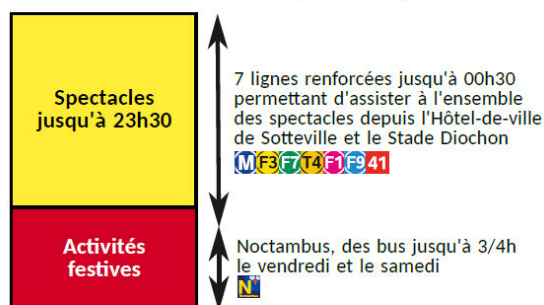 Spectacles
jusqu'à 23h30
7 lignes renforcées jusqu'à 00h30
permettant d'assister à l'ensemble
des spectacles depuis l'Hôtel-de-ville
de Sotteville et le Stade Diochon
M F3 F7 T4 F1 F9 41
Activités
festives
Noctambus, des bus jusqu'à 3/4h
le vendredi et le samedi
N